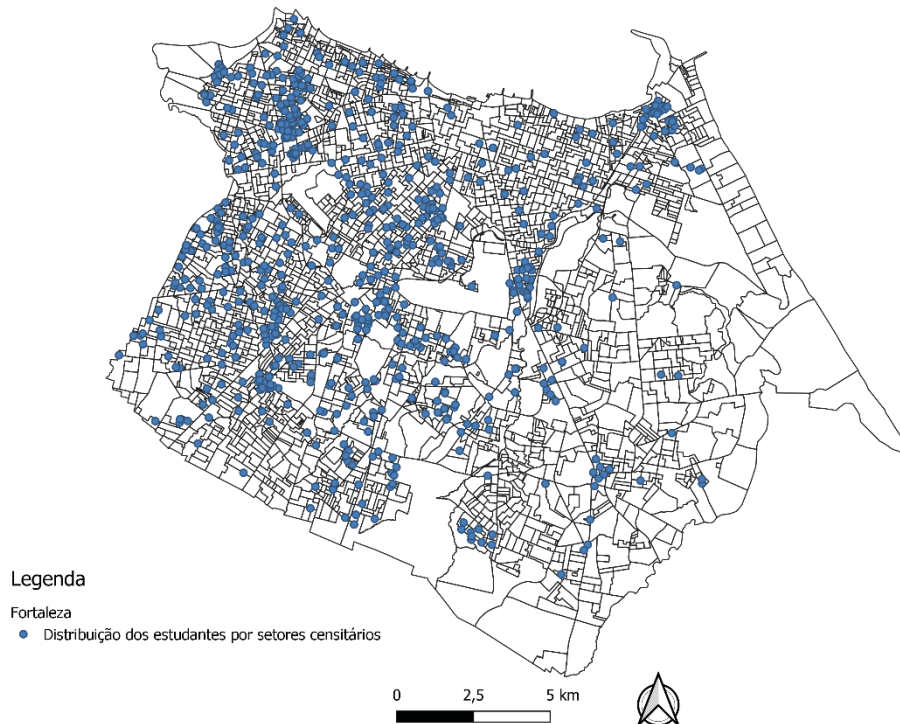 Legenda
Fortaleza
Distribuição dos estudantes por setores censitários
0 2,5 5 km